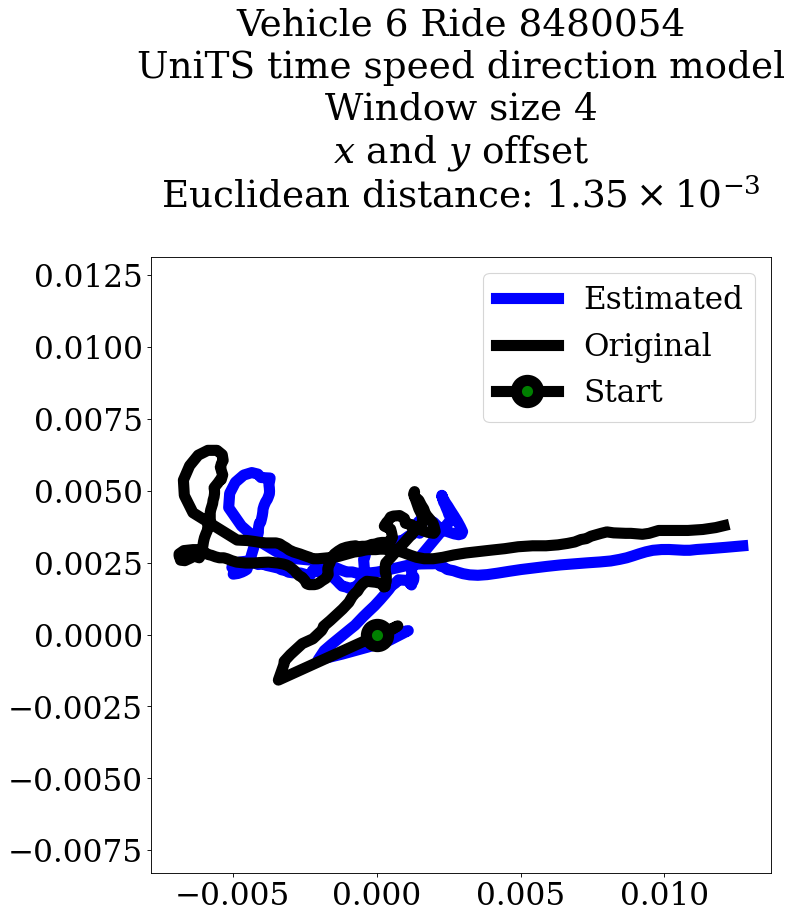 Vehicle 6 Ride 8480054
UniTS time speed direction model
Window size 4
x and y offset
Euclidean distance: 1.35 × 10⁻³
Estimated
Original
Start
0.0125
0.0100
0.0075
0.0050
0.0025
0.0000
−0.0025
−0.0050
−0.0075
−0.005 0.000 0.005 0.010